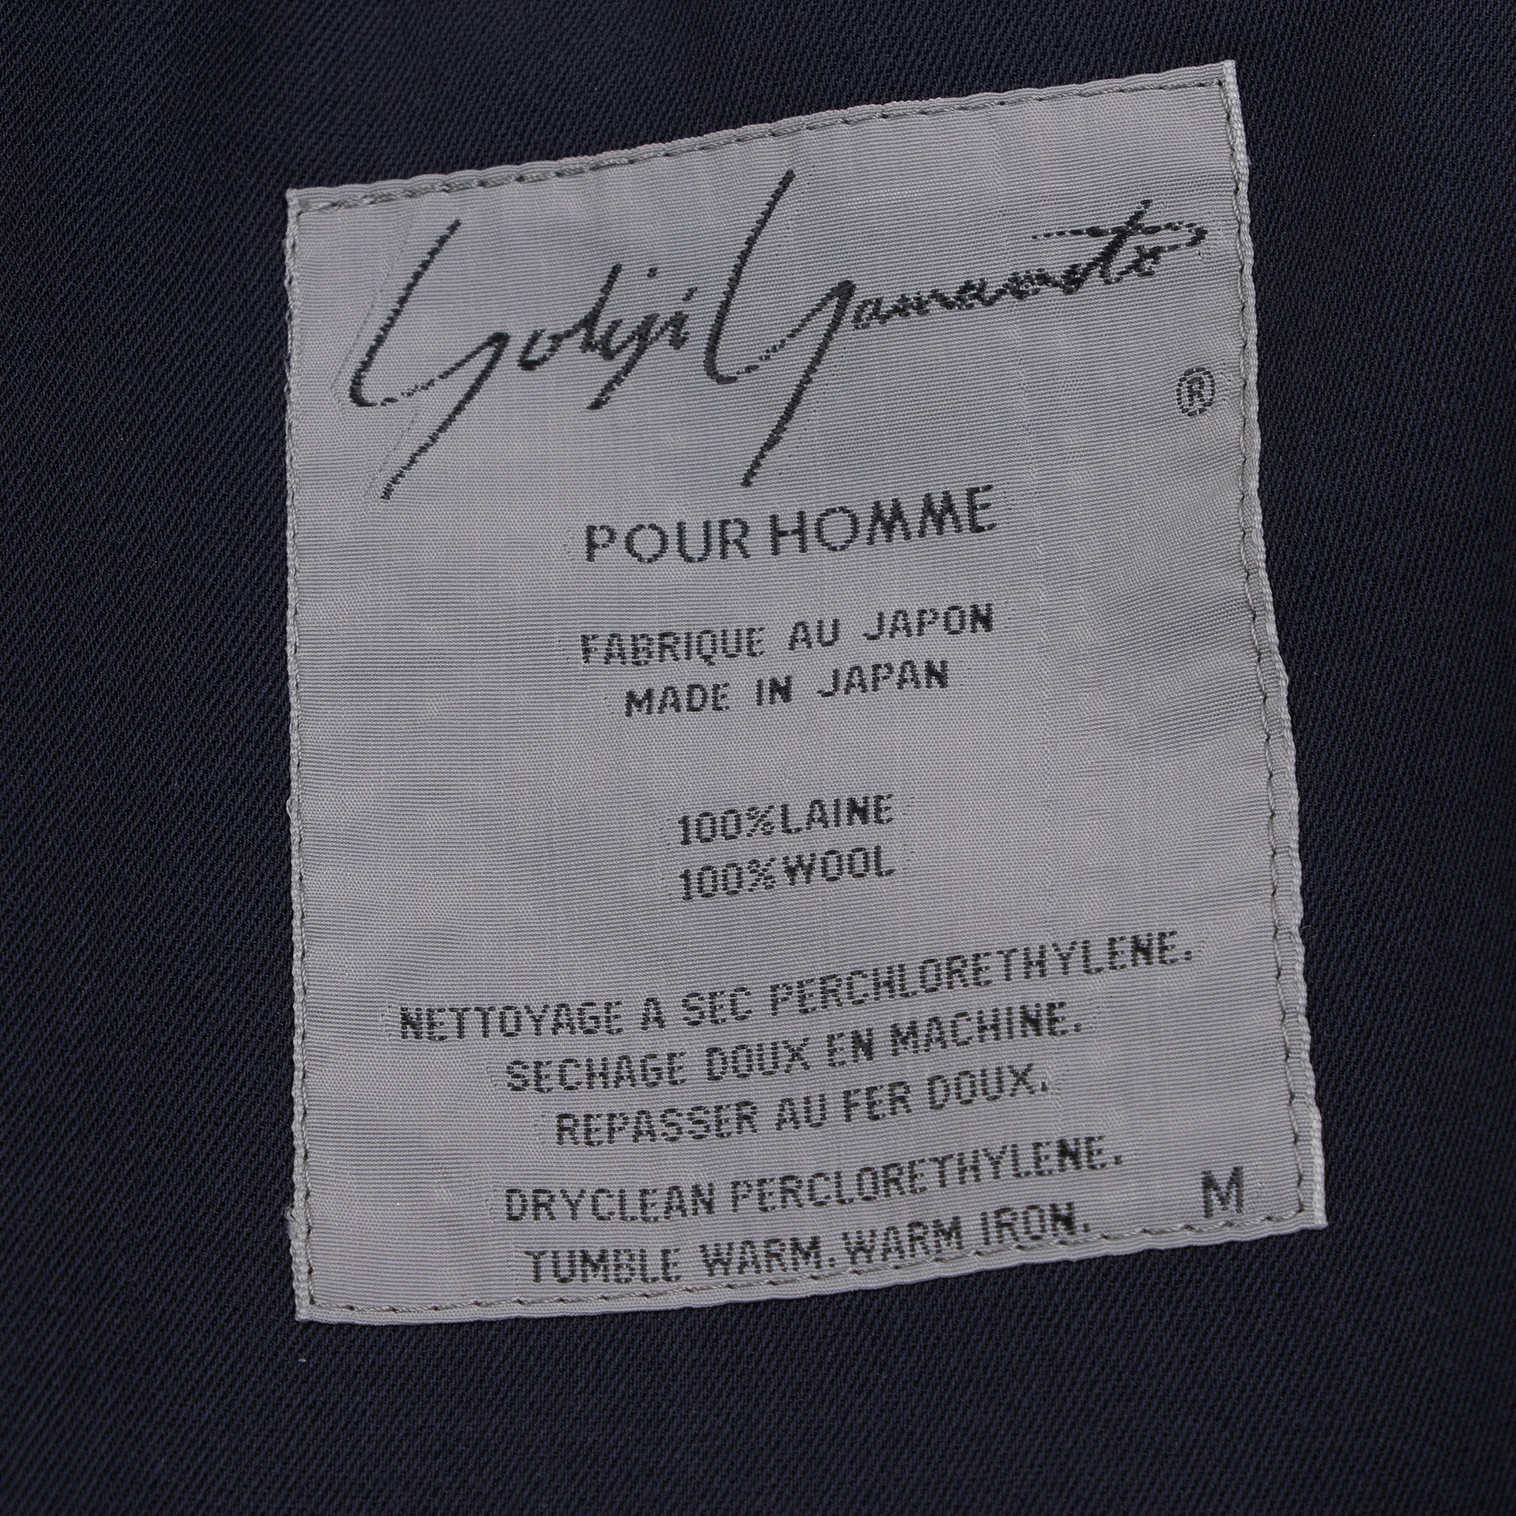 Yohji Yamamoto
®
POUR HOMME
FABRIQUE AU JAPON
MADE IN JAPAN
100%LAINE
100%WOOL
NETTOYAGE A SEC PERCHLORETHYLENE.
SECHAGE DOUX EN MACHINE.
REPASSER AU FER DOUX.
DRYCLEAN PERCLORETHYLENE.
TUMBLE WARM. WARM IRON.
M